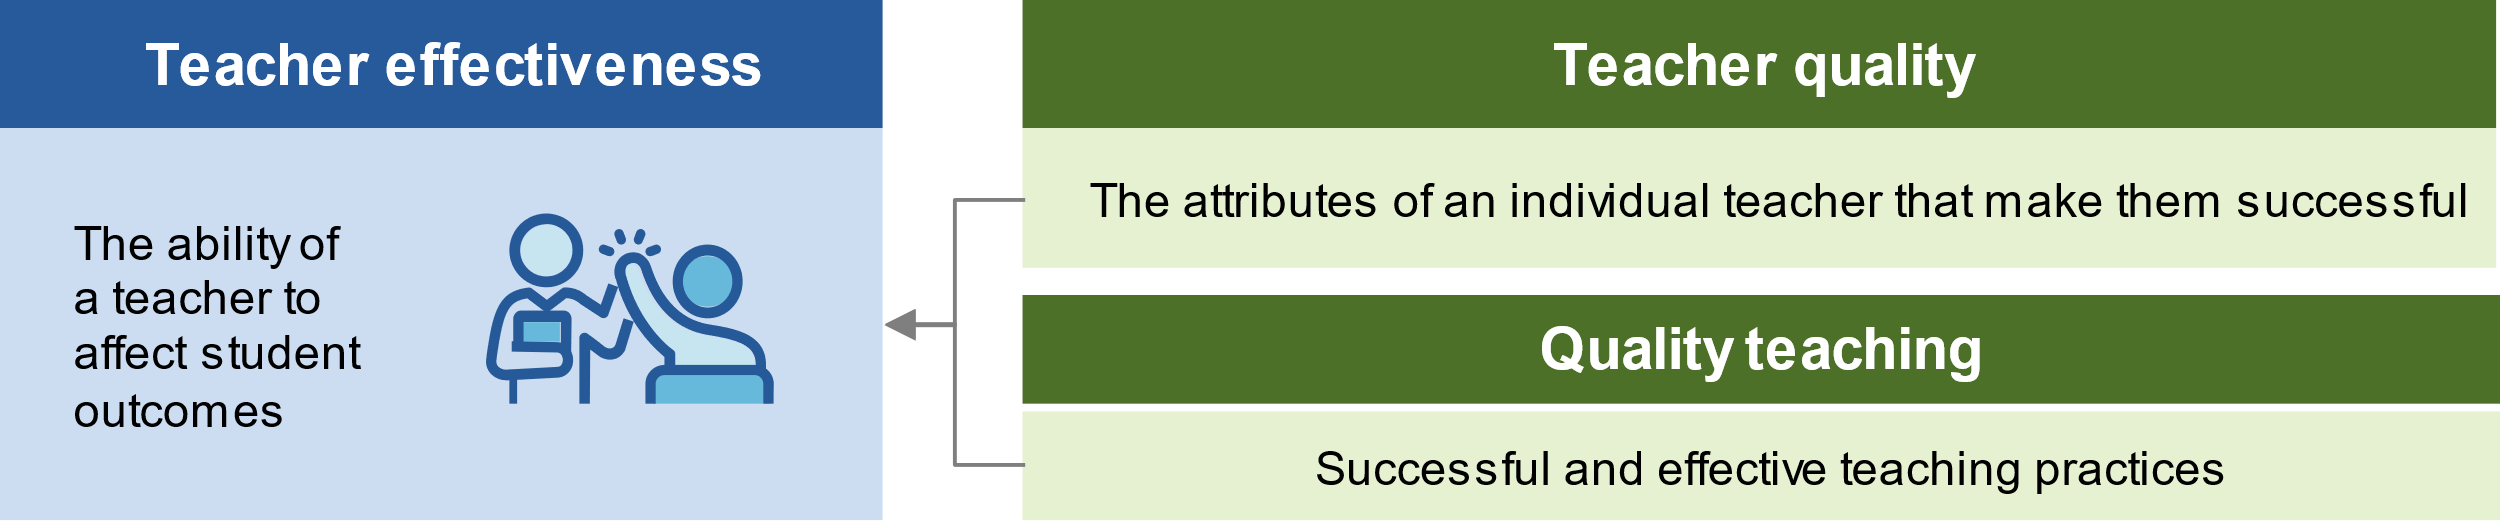 Teacher effectiveness
The ability of
a teacher to
affect student
outcomes
Teacher quality
The attributes of an individual teacher that make them successful
Quality teaching
Successful and effective teaching practices